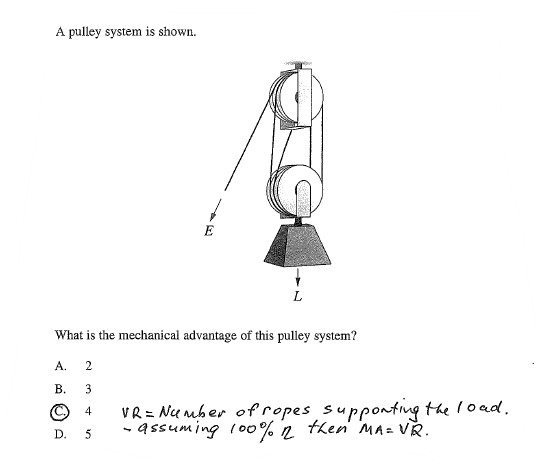 A pulley system is shown.
E
L
What is the mechanical advantage of this pulley system?
A. 2
B. 3
C. 4 VR = Number of ropes supporting the load.
- assuming 100% η then MA = VR.
D. 5